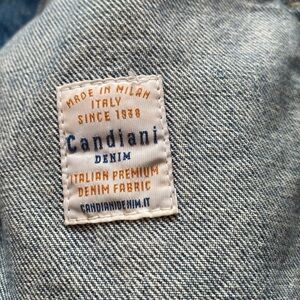 MADE IN MILAN
ITALY
SINCE 1938
Candiani
DENIM
ITALIAN PREMIUM
DENIM FABRIC
CANDIANIDENIM.IT